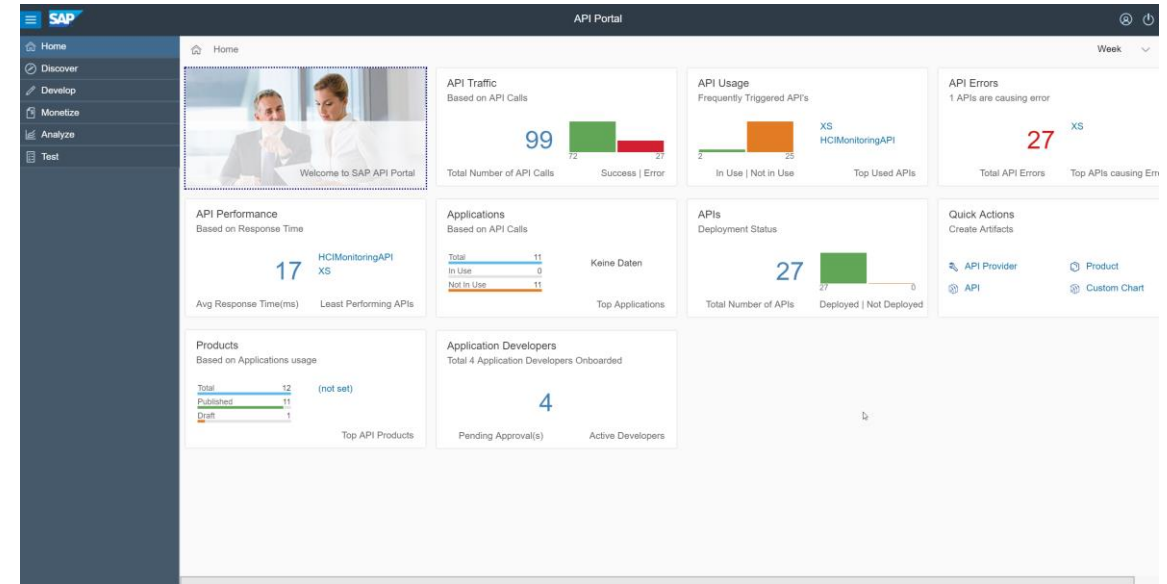 SAP
API Portal
Home
Discover
Develop
Monetize
Analyze
Test
Home
Week
Welcome to SAP API Portal
API Traffic
Based on API Calls
99
72 27
Total Number of API Calls Success | Error
API Usage
Frequently Triggered API's
XS
HCIMonitoringAPI
2 25
In Use | Not in Use Top Used APIs
API Errors
1 APIs are causing error
27 XS
Total API Errors Top APIs causing Err
API Performance
Based on Response Time
17 HCIMonitoringAPI
XS
Avg Response Time(ms) Least Performing APIs
Applications
Based on API Calls
Total 11
In Use 0
Not In Use 11
Keine Daten
Top Applications
APIs
Deployment Status
27
27 0
Total Number of APIs Deployed | Not Deployed
Quick Actions
Create Artifacts
API Provider Product
API Custom Chart
Products
Based on Applications usage
Total 12 (not set)
Published 11
Draft 1
Top API Products
Application Developers
Total 4 Application Developers Onboarded
4
Pending Approval(s) Active Developers